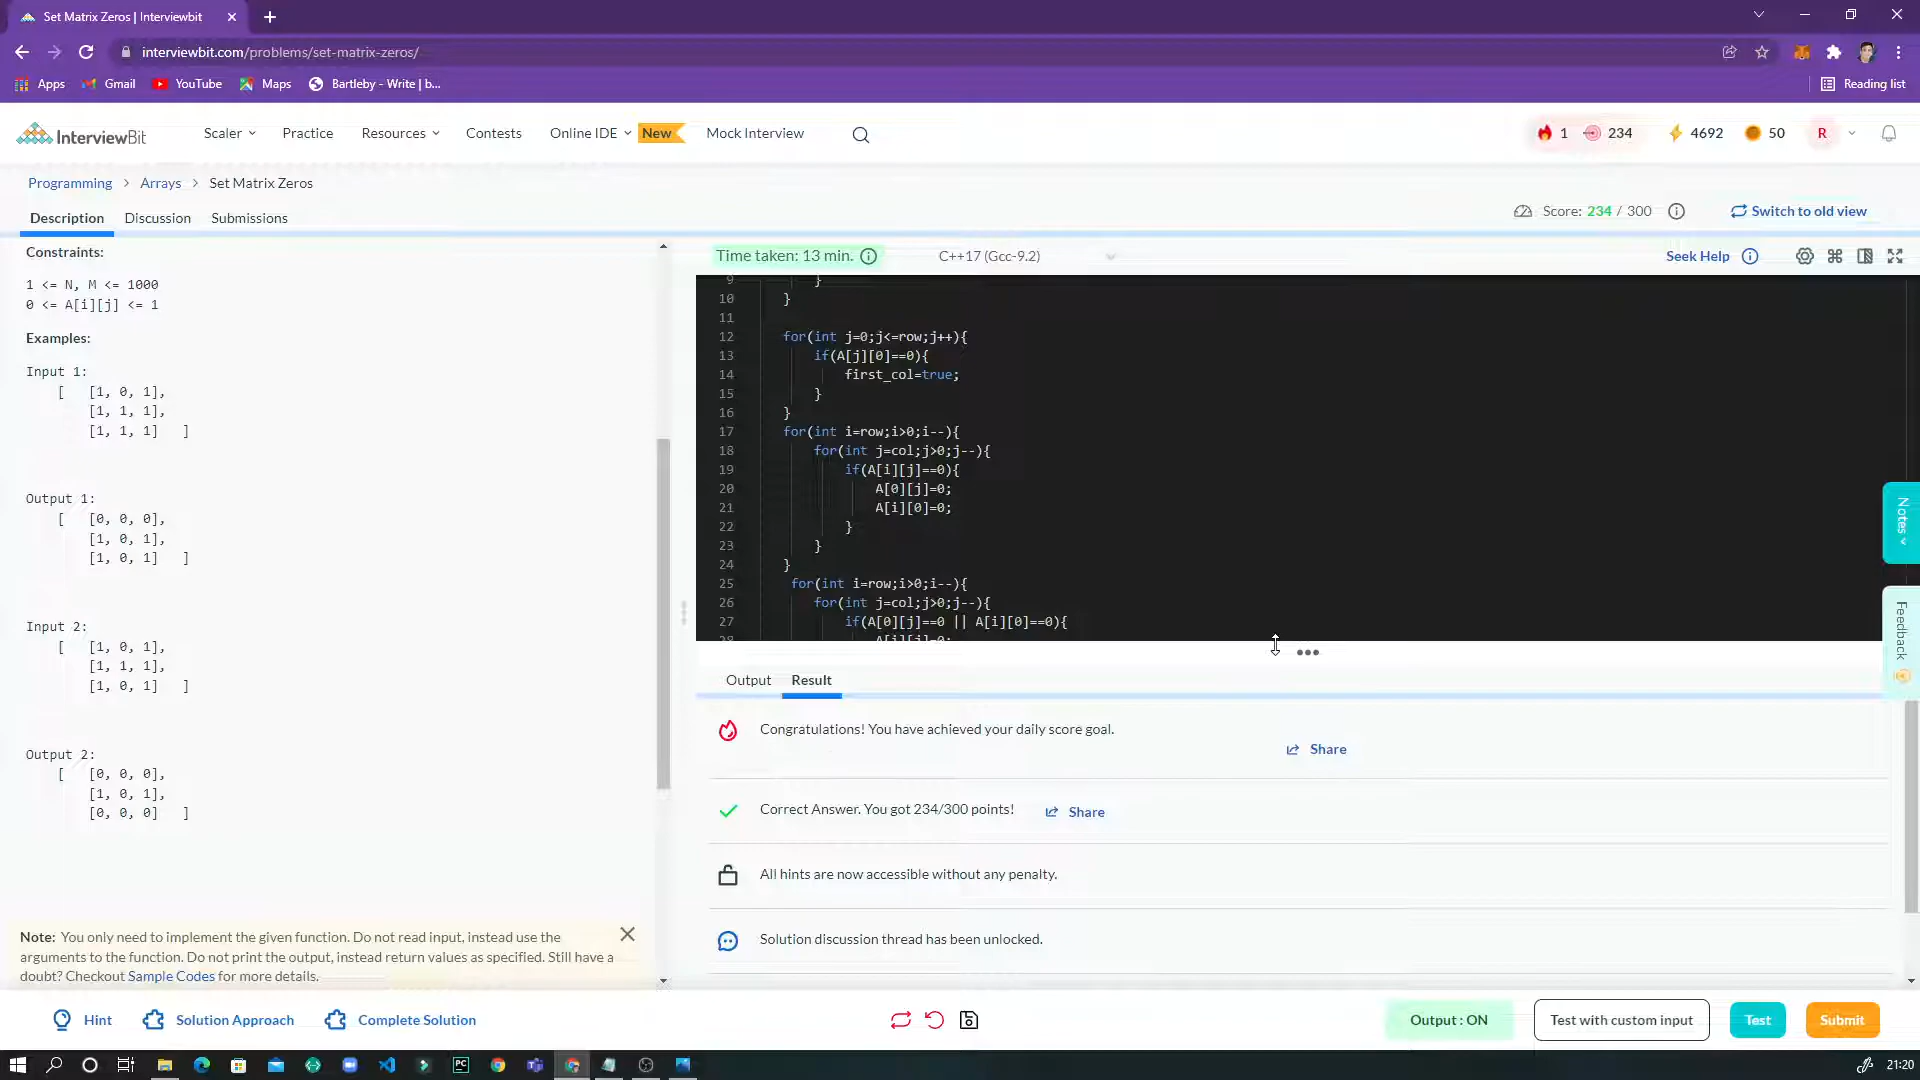 Set Matrix Zeros | Interviewbit
interviewbit.com/problems/set-matrix-zeros/
Apps
Gmail
YouTube
Maps
Bartleby - Write | b...
Reading list
InterviewBit
Scaler
Practice
Resources
Contests
Online IDE
New
Mock Interview
1
234
4692
50
R
Programming > Arrays > Set Matrix Zeros
Description
Discussion
Submissions
Score: 234 / 300
Switch to old view
Constraints:
1 <= N, M <= 1000
0 <= A[i][j] <= 1
Examples:
Input 1:
[ [1, 0, 1],
[1, 1, 1],
[1, 1, 1] ]
Output 1:
[ [0, 0, 0],
[1, 0, 1],
[1, 0, 1] ]
Input 2:
[ [1, 0, 1],
[1, 1, 1],
[1, 0, 1] ]
Output 2:
[ [0, 0, 0],
[1, 0, 1],
[0, 0, 0] ]
Note: You only need to implement the given function. Do not read input, instead use the
arguments to the function. Do not print the output, instead return values as specified. Still have a
doubt? Checkout Sample Codes for more details.
Time taken: 13 min.
C++17 (Gcc-9.2)
Seek Help
9 }
10 }
11
12 for(int j=0;j<=row;j++){
13 if(A[j][0]==0){
14 first_col=true;
15 }
16 }
17 for(int i=row;i>0;i--){
18 for(int j=col;j>0;j--){
19 if(A[i][j]==0){
20 A[0][j]=0;
21 A[i][0]=0;
22 }
23 }
24 }
25 for(int i=row;i>0;i--){
26 for(int j=col;j>0;j--){
27 if(A[0][j]==0 || A[i][0]==0){
28 A[i][j]=0;
Notes
Feedback
Output
Result
Congratulations! You have achieved your daily score goal.
Share
Correct Answer. You got 234/300 points!
Share
All hints are now accessible without any penalty.
Solution discussion thread has been unlocked.
Hint
Solution Approach
Complete Solution
Output : ON
Test with custom input
Test
Submit
PC
21:20